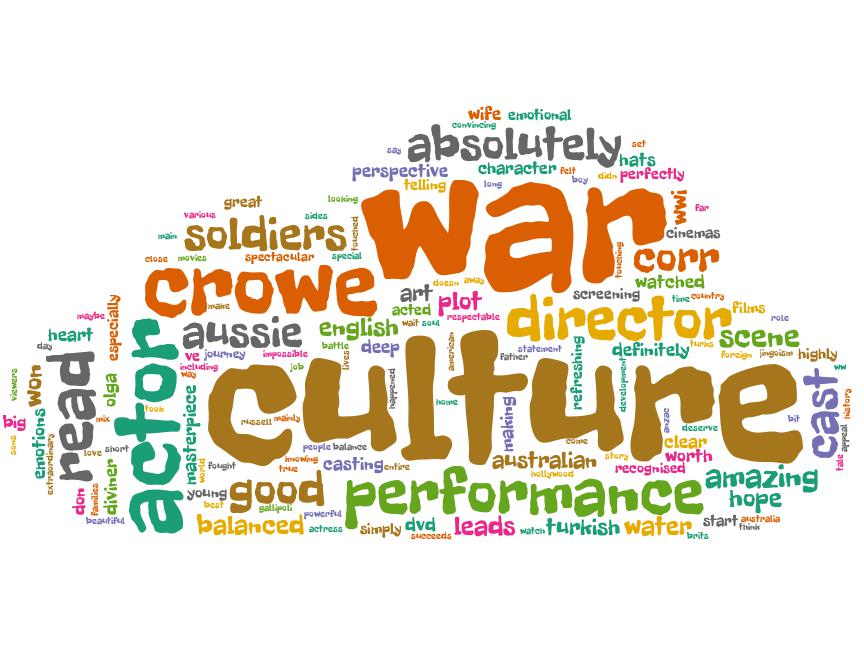 wife emotional
convincing
say absolutely set
hats
perspective character felt didn perfectly
telling long boy
great looking war wwi far
various sides touched cinemas
main soldiers
close movies spectacular special touching corr
crowe make doesn away watched
art plot screening time country
acted respectable films role
maybe especially aussie english wait soul director turks scene
day heart battle deep american statement refreshing definitely foreign jingoism highly
ve journey impossible lives father development ww
including job
way
viewers won read olga actor masterpiece culture cast
took happened home making anzac bit history
big mix russell mainly deserve appeal
sons emotions love short world people balance come clear tale
extraordinary diviner fought knowing true casting entire australian story worth
hollywood recognised
don families young good performance amazing
best gallipoli hope
beautiful balanced actress powerful simply dvd leads watch turkish water start australia
succeeds brits think